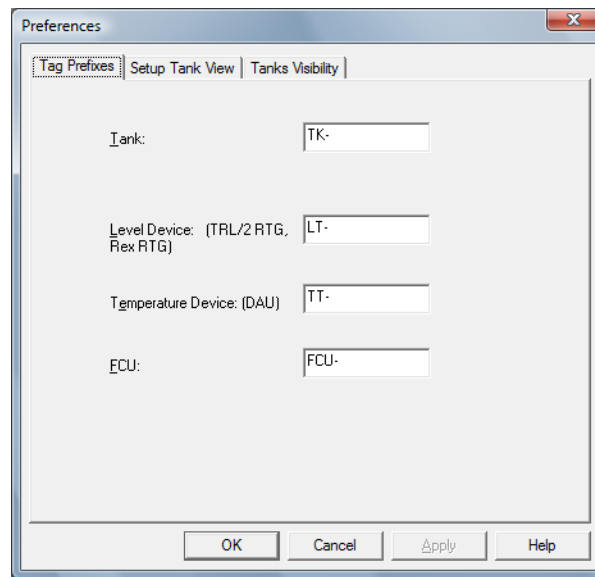 Preferences
Tag Prefixes Setup Tank View Tanks Visibility
Tank: TK-
Level Device: (TRL/2 RTG, LT-
Rex RTG)
Temperature Device: (DAU) TT-
FCU: FCU-
OK Cancel Apply Help